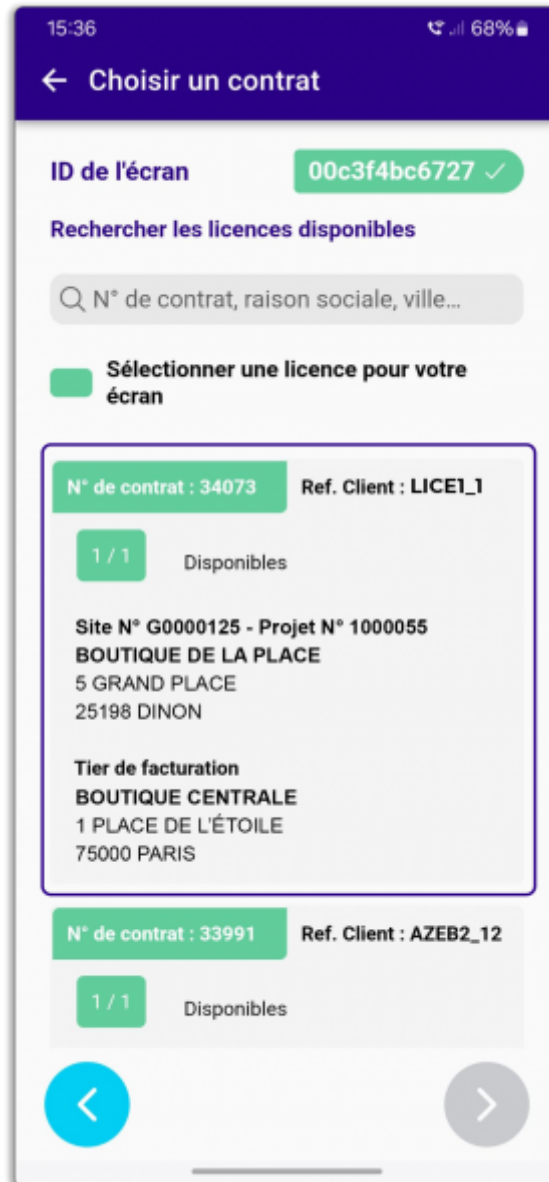 15:36
68%
Choisir un contrat
ID de l'écran
00c3f4bc6727
Rechercher les licences disponibles
N° de contrat, raison sociale, ville...
Sélectionner une licence pour votre
écran
N° de contrat : 34073
Ref. Client : LICE1_1
1 / 1
Disponibles
Site N° G0000125 - Projet N° 1000055
BOUTIQUE DE LA PLACE
5 GRAND PLACE
25198 DINON
Tier de facturation
BOUTIQUE CENTRALE
1 PLACE DE L'ÉTOILE
75000 PARIS
N° de contrat : 33991
Ref. Client : AZEB2_12
1 / 1
Disponibles